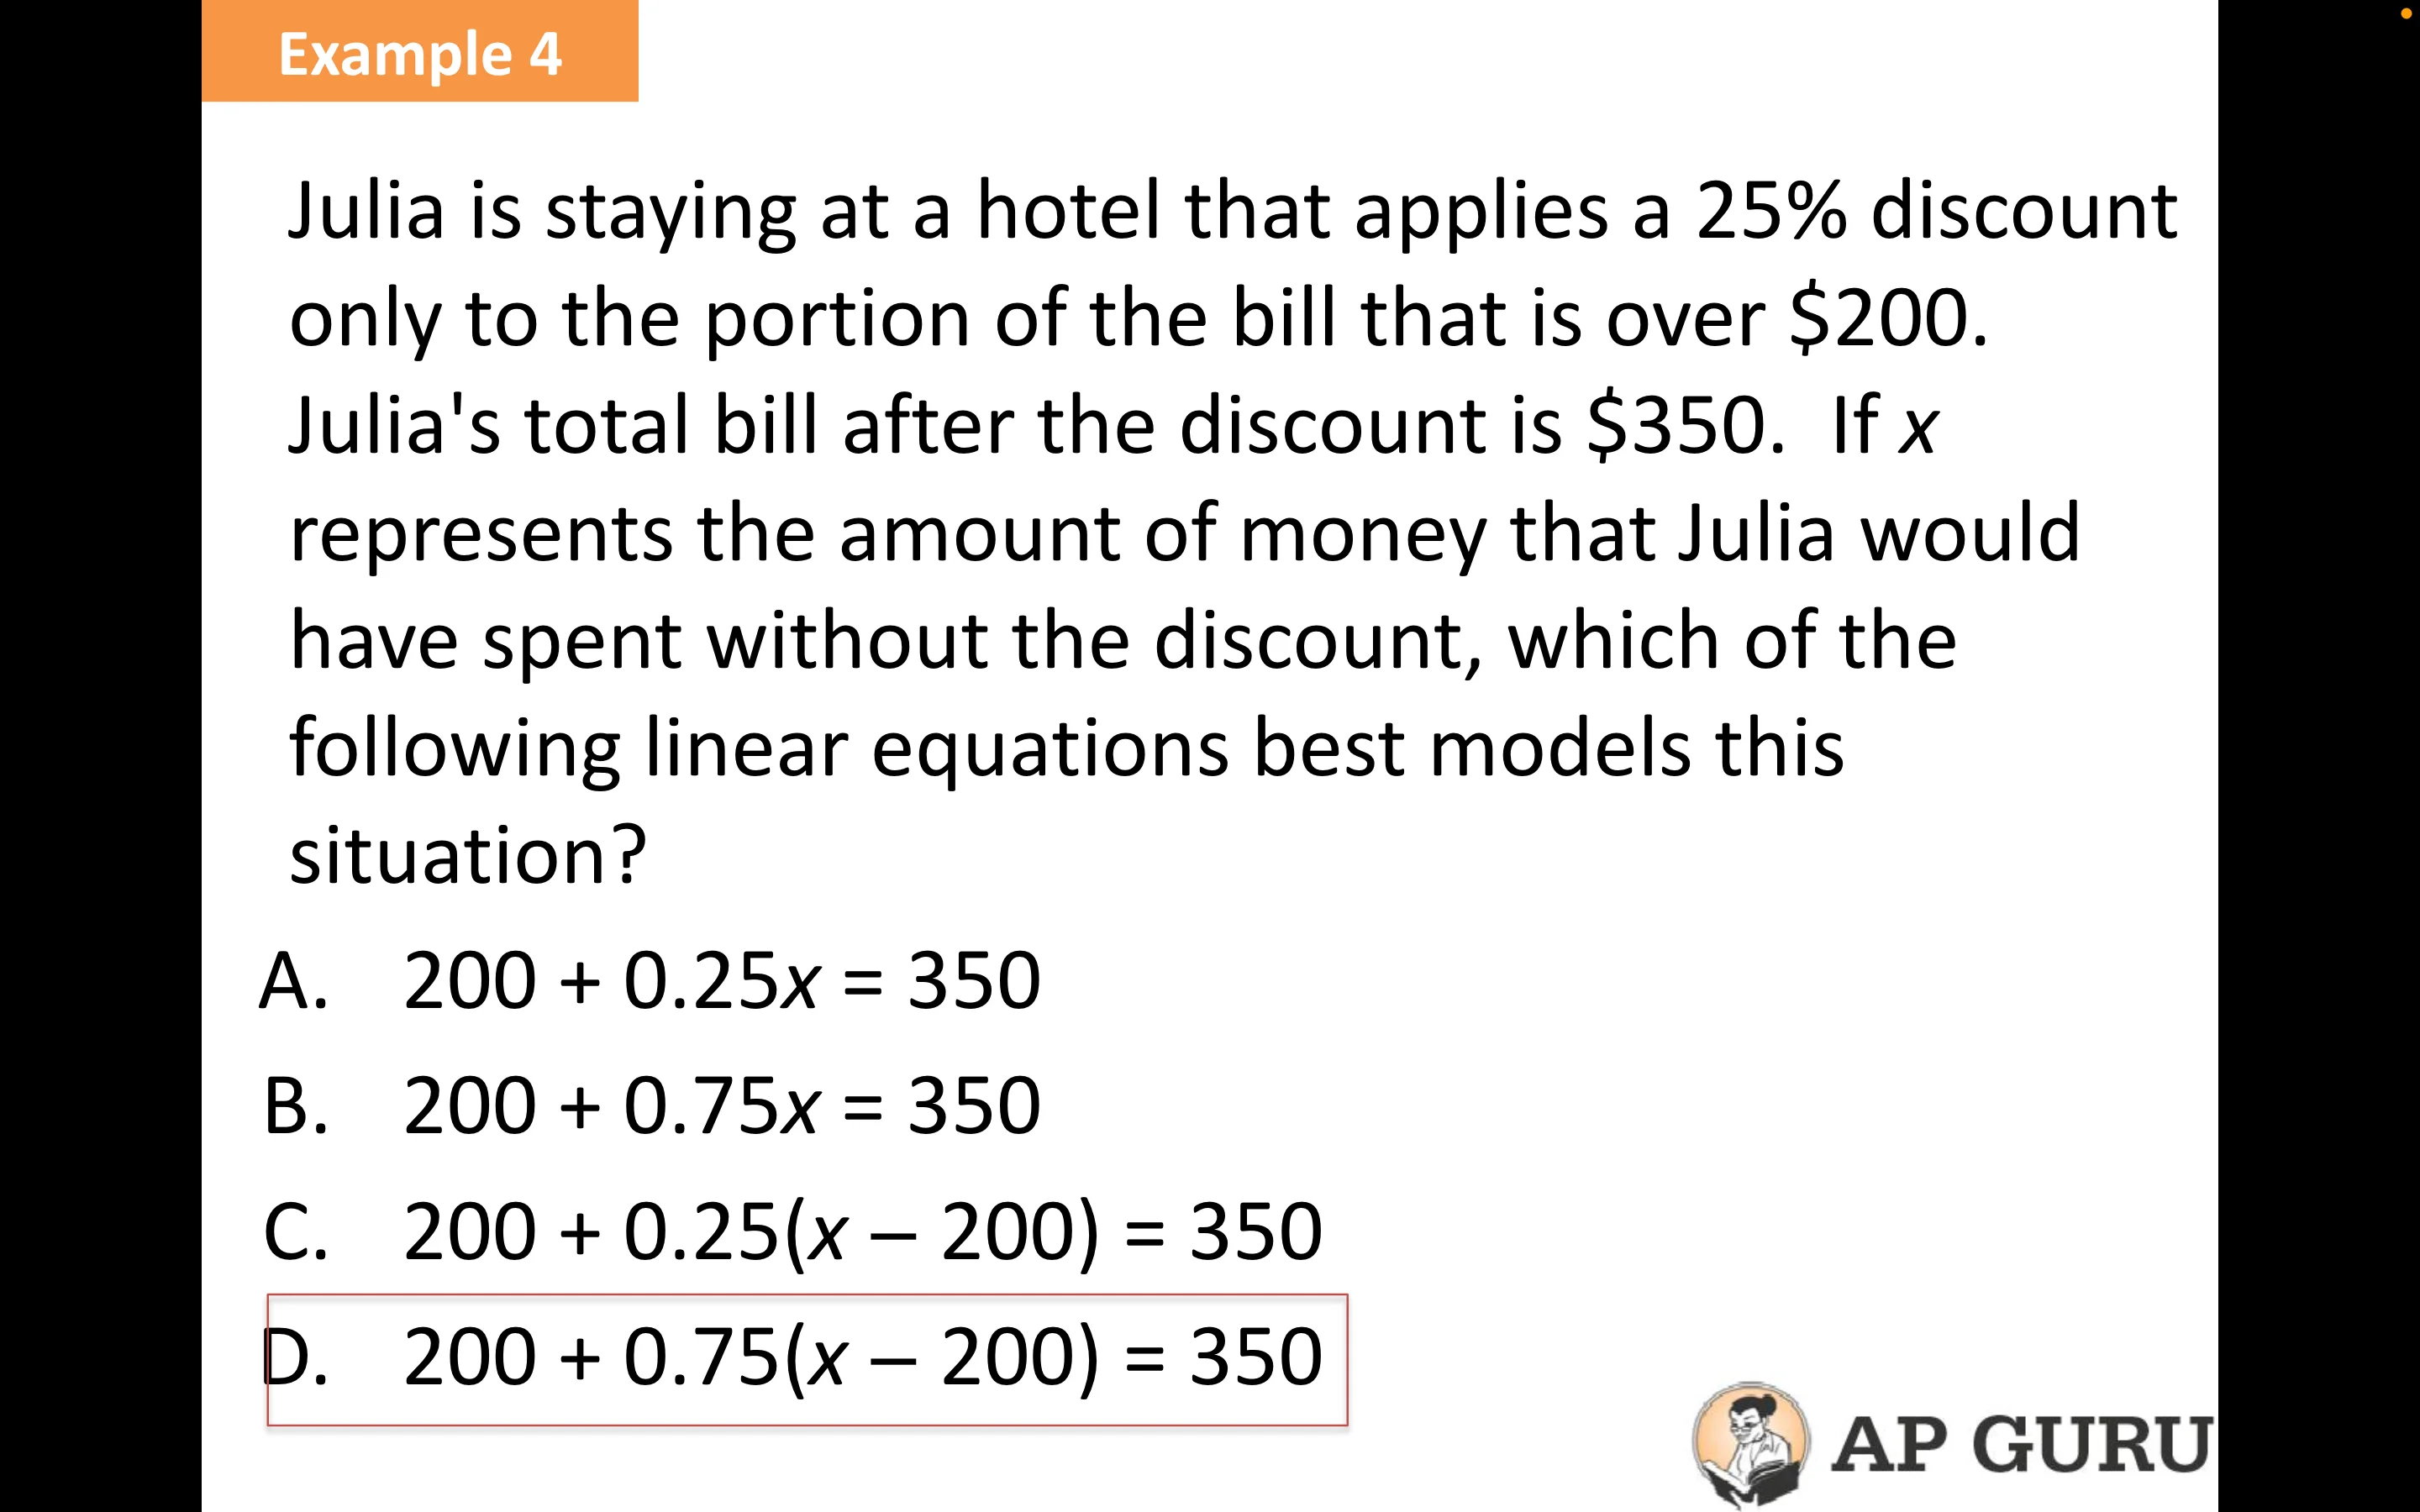 Example 4
Julia is staying at a hotel that applies a 25% discount
only to the portion of the bill that is over $200.
Julia's total bill after the discount is $350.  If x
represents the amount of money that Julia would
have spent without the discount, which of the
following linear equations best models this
situation?
A. 200 + 0.25x = 350
B. 200 + 0.75x = 350
C. 200 + 0.25(x – 200) = 350
D. 200 + 0.75(x – 200) = 350
AP GURU